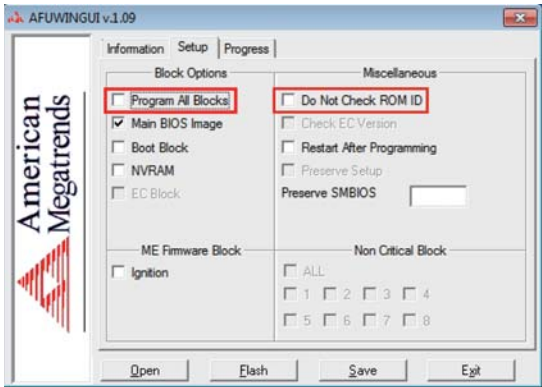 AFUWINGUI v.1.09
American
Megatrends
Information Setup Progress
Block Options
Program All Blocks
Main BIOS Image
Boot Block
NVRAM
EC Block
Miscellaneous
Do Not Check ROM ID
Check EC Version
Restart After Programming
Preserve Setup
Preserve SMBIOS
ME Firmware Block
Ignition
Non Critical Block
ALL
1 2 3 4
5 6 7 8
Open Flash Save Exit